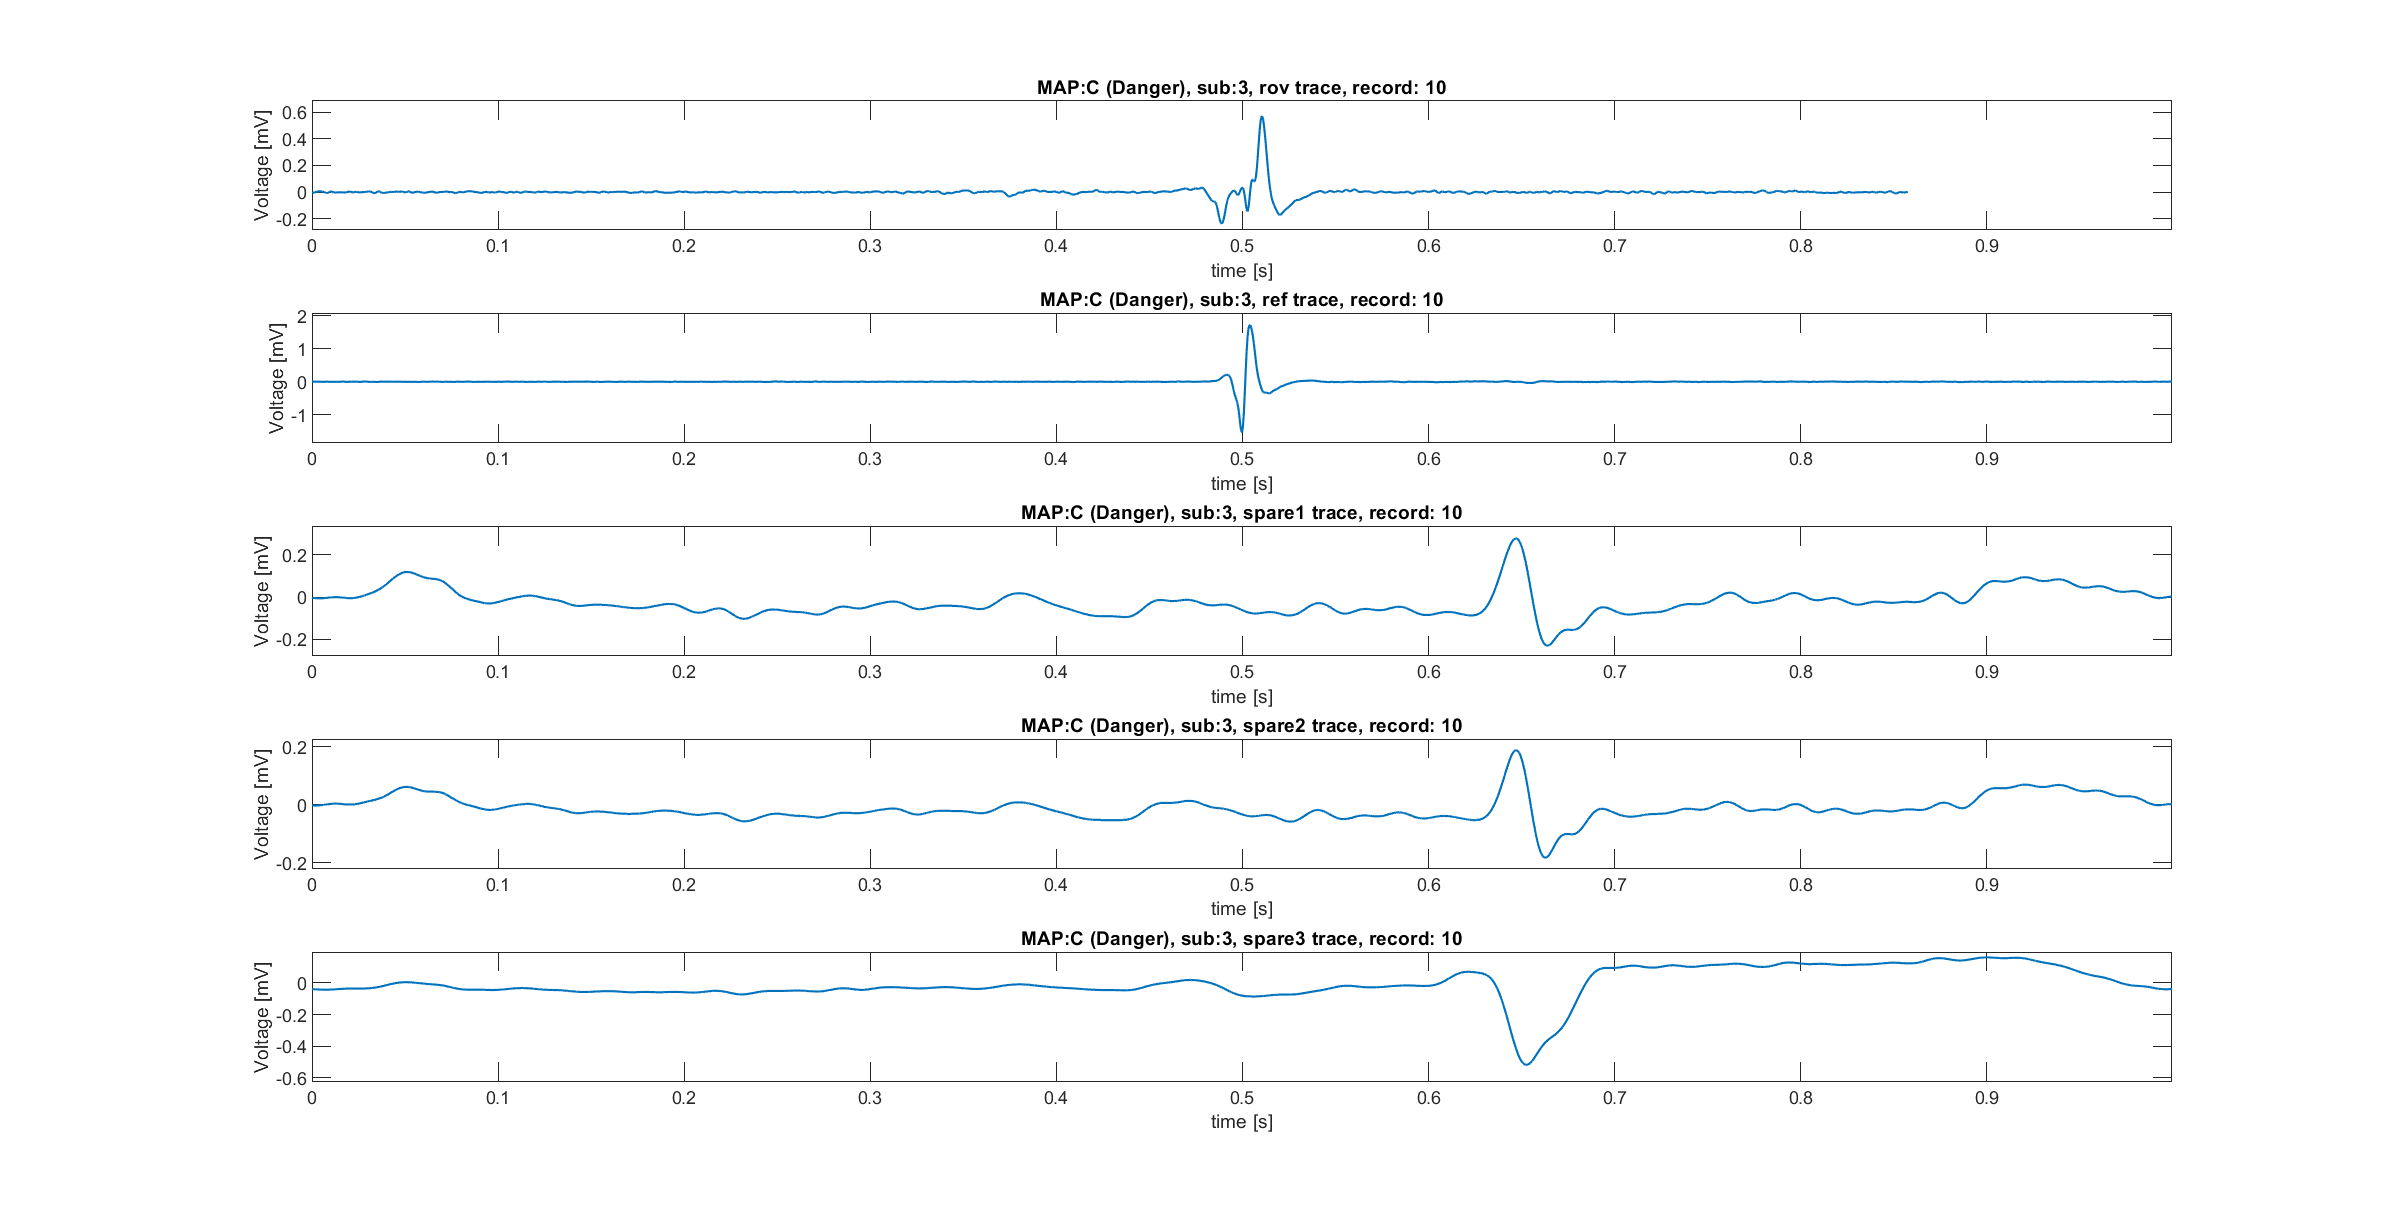 MAP:C (Danger), sub:3, rov trace, record: 10
Voltage [mV]
0.6
0.4
0.2
0
-0.2
0 0.1 0.2 0.3 0.4 0.5 0.6 0.7 0.8 0.9
time [s]
MAP:C (Danger), sub:3, ref trace, record: 10
Voltage [mV]
2
1
0
-1
0 0.1 0.2 0.3 0.4 0.5 0.6 0.7 0.8 0.9
time [s]
MAP:C (Danger), sub:3, spare1 trace, record: 10
Voltage [mV]
0.2
0
-0.2
0 0.1 0.2 0.3 0.4 0.5 0.6 0.7 0.8 0.9
time [s]
MAP:C (Danger), sub:3, spare2 trace, record: 10
Voltage [mV]
0.2
0
-0.2
0 0.1 0.2 0.3 0.4 0.5 0.6 0.7 0.8 0.9
time [s]
MAP:C (Danger), sub:3, spare3 trace, record: 10
Voltage [mV]
0
-0.2
-0.4
-0.6
0 0.1 0.2 0.3 0.4 0.5 0.6 0.7 0.8 0.9
time [s]